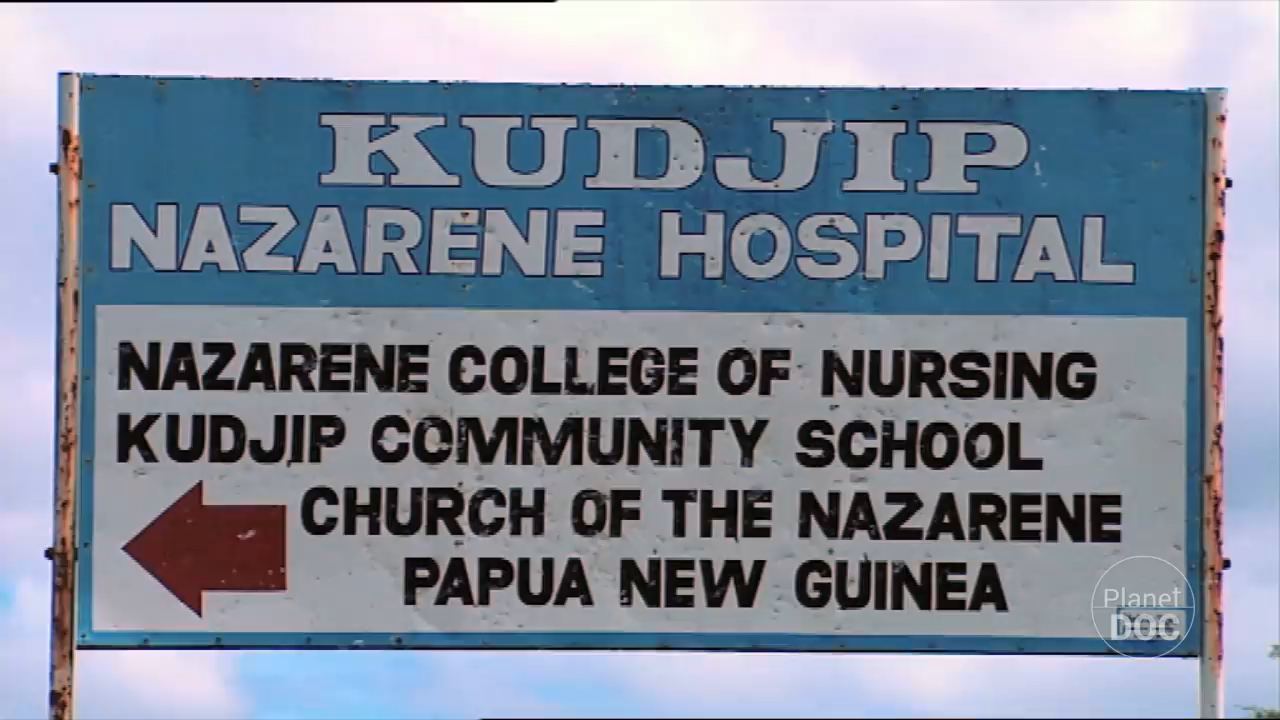 KUDJIP
NAZARENE HOSPITAL
NAZARENE COLLEGE OF NURSING
KUDJIP COMMUNITY SCHOOL
CHURCH OF THE NAZARENE
PAPUA NEW GUINEA
Planet
DOC